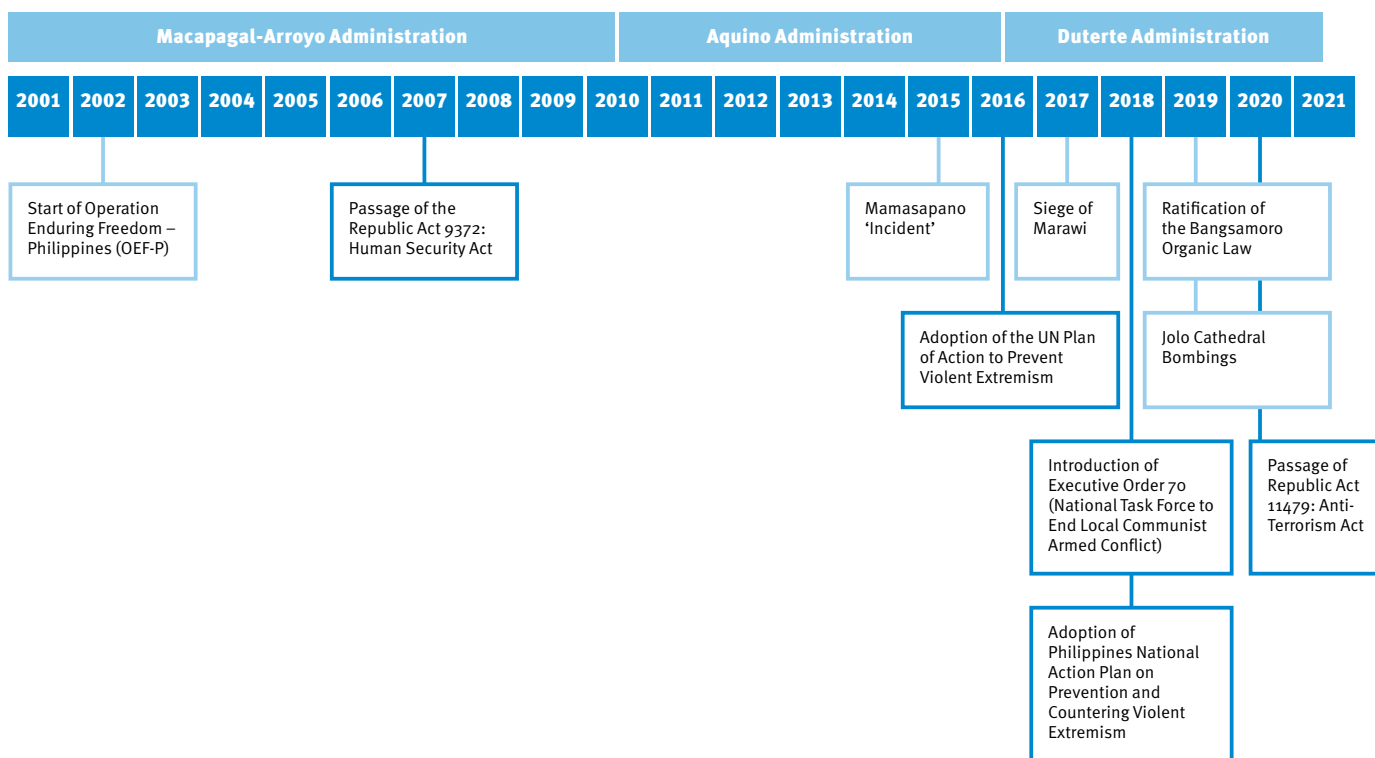 Macapagal-Arroyo Administration
Aquino Administration
Duterte Administration
2001 2002 2003 2004 2005 2006 2007 2008 2009 2010 2011 2012 2013 2014 2015 2016 2017 2018 2019 2020 2021
Start of Operation
Enduring Freedom –
Philippines (OEF-P)
Passage of the
Republic Act 9372:
Human Security Act
Mamasapano
‘Incident’
Siege of
Marawi
Ratification of
the Bangsamoro
Organic Law
Adoption of the UN Plan
of Action to Prevent
Violent Extremism
Jolo Cathedral
Bombings
Introduction of
Executive Order 70
(National Task Force to
End Local Communist
Armed Conflict)
Passage of
Republic Act
11479: Anti-
Terrorism Act
Adoption of
Philippines National
Action Plan on
Prevention and
Countering Violent
Extremism